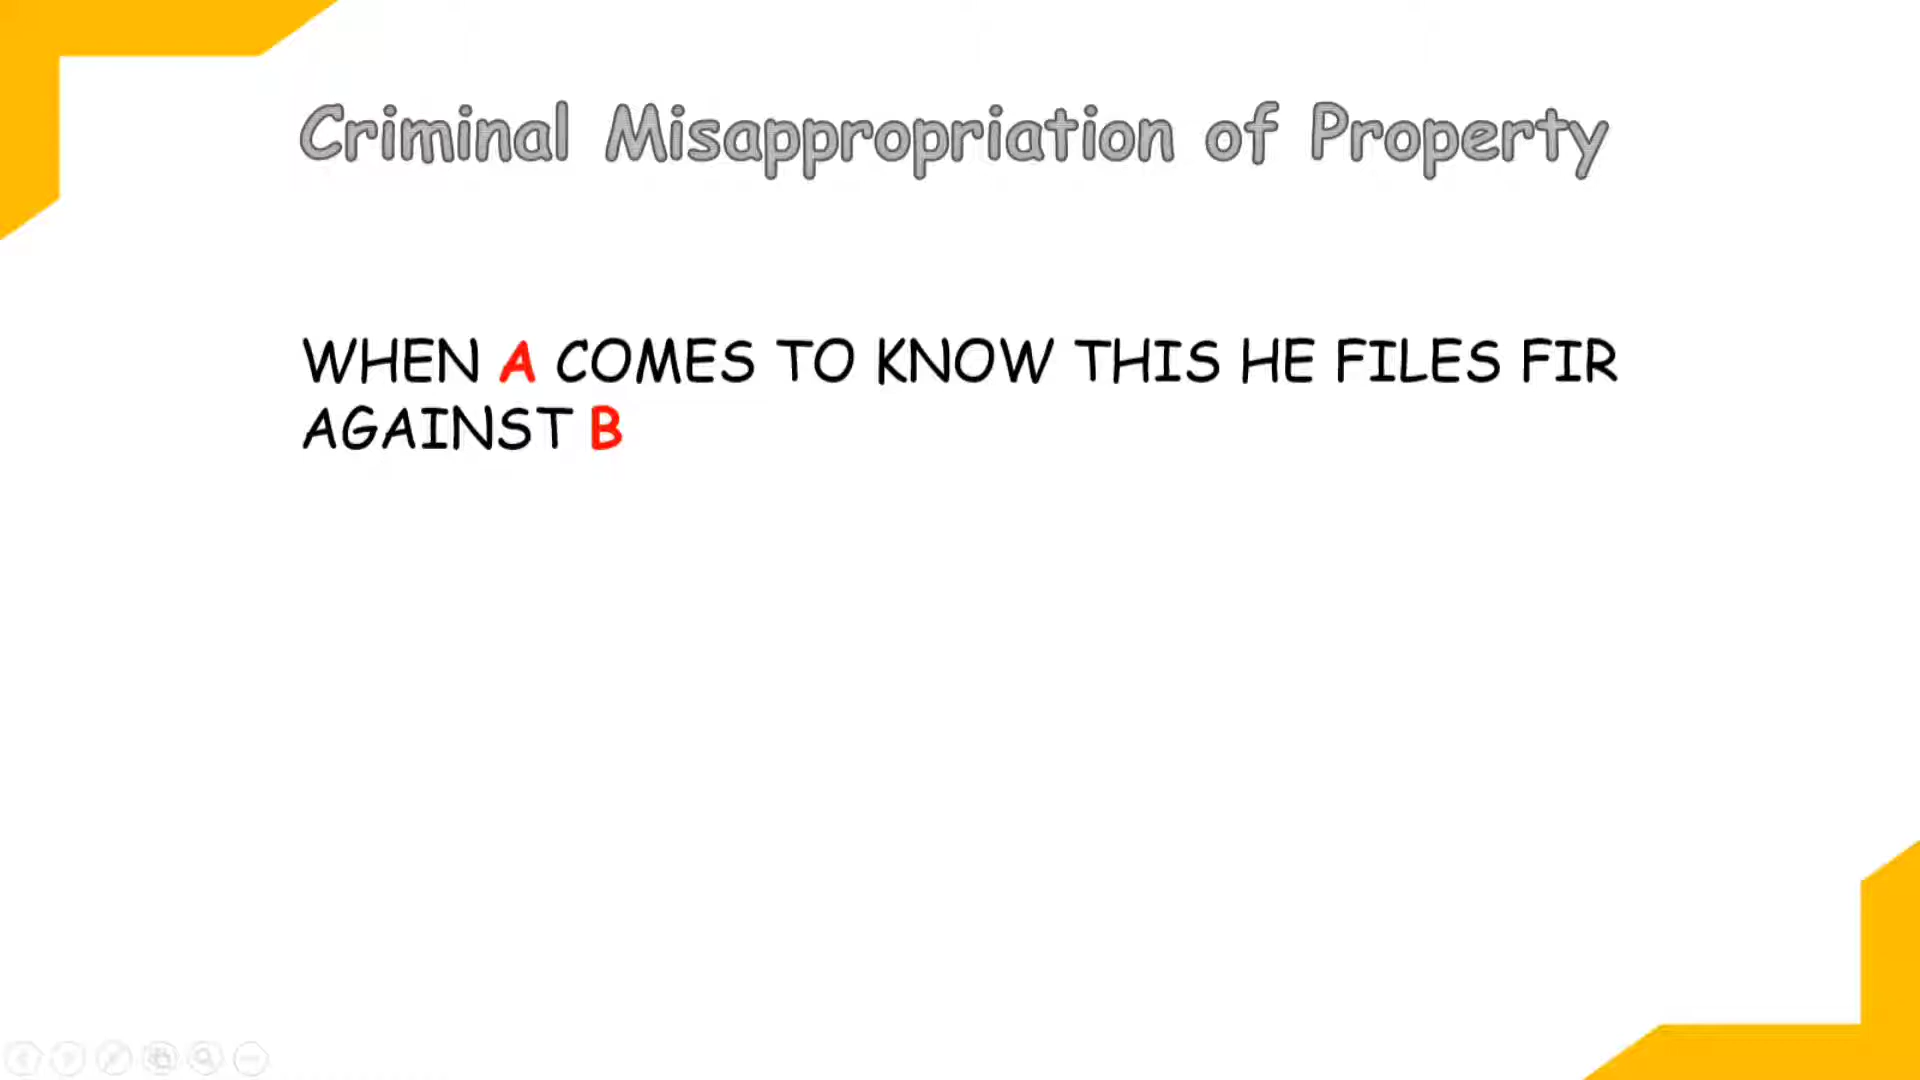 Criminal Misappropriation of Property
WHEN A COMES TO KNOW THIS HE FILES FIR
AGAINST B